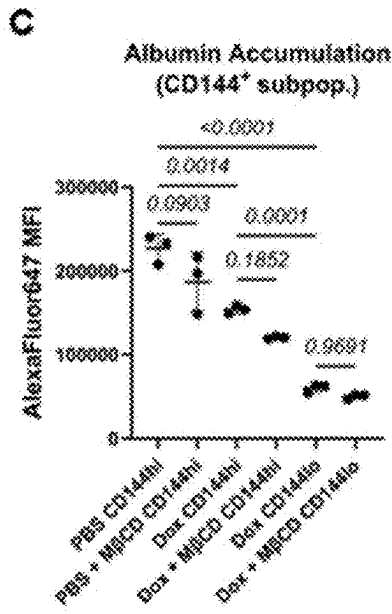 C
Albumin Accumulation
(CD144⁺ subpop.)
<0.0001
0.0014
0.0903
0.0001
0.1852
0.9691
AlexaFluor647 MFI
300000
200000
100000
0
PBS CD144hi
PBS + MβCD CD144hi
Dox CD144hi
Dox + MβCD CD144hi
Dox CD144lo
Dox + MβCD CD144lo